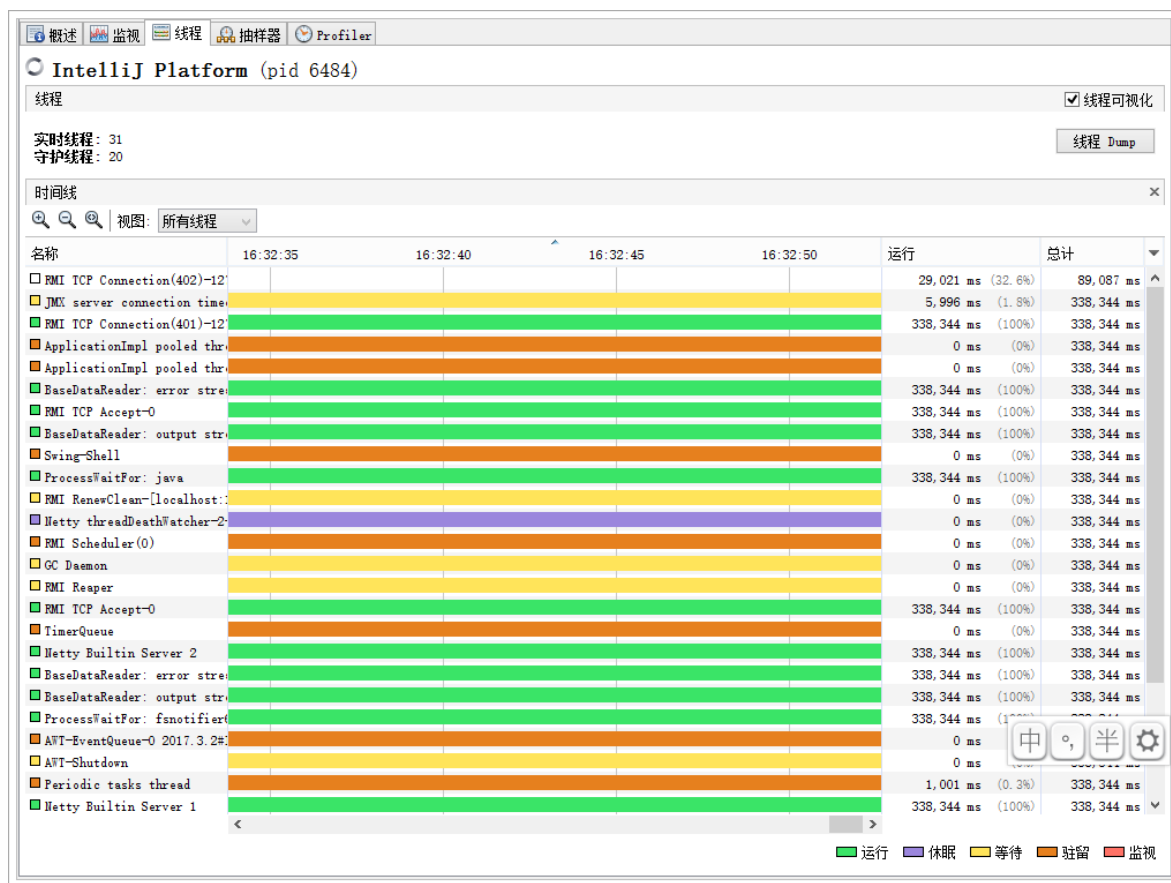 概述 监视 线程 抽样器 Profiler
IntelliJ Platform (pid 6484)
线程 线程可视化
实时线程: 31
守护线程: 20
线程 Dump
时间线
视图: 所有线程
名称 16:32:35 16:32:40 16:32:45 16:32:50 运行 总计
RMI TCP Connection(402)-12 29,021 ms (32.6%) 89,087 ms
JMX server connection time 5,996 ms (1.8%) 338,344 ms
RMI TCP Connection(401)-12 338,344 ms (100%) 338,344 ms
ApplicationImpl pooled thr 0 ms (0%) 338,344 ms
ApplicationImpl pooled thr 0 ms (0%) 338,344 ms
BaseDataReader: error stre 338,344 ms (100%) 338,344 ms
RMI TCP Accept-0 338,344 ms (100%) 338,344 ms
BaseDataReader: output str 338,344 ms (100%) 338,344 ms
Swing-Shell 0 ms (0%) 338,344 ms
ProcessWaitFor: java 338,344 ms (100%) 338,344 ms
RMI RenewClean-[localhost: 0 ms (0%) 338,344 ms
Netty threadDeathWatcher-2 0 ms (0%) 338,344 ms
RMI Scheduler(0) 0 ms (0%) 338,344 ms
GC Daemon 0 ms (0%) 338,344 ms
RMI Reaper 0 ms (0%) 338,344 ms
RMI TCP Accept-0 338,344 ms (100%) 338,344 ms
TimerQueue 0 ms (0%) 338,344 ms
Netty Builtin Server 2 338,344 ms (100%) 338,344 ms
BaseDataReader: error stre 338,344 ms (100%) 338,344 ms
BaseDataReader: output str 338,344 ms (100%) 338,344 ms
ProcessWaitFor: fsnotifier 338,344 ms
AWT-EventQueue-0 2017.3.2# 0 ms
AWT-Shutdown 0 ms
Periodic tasks thread 1,001 ms (0.3%) 338,344 ms
Netty Builtin Server 1 338,344 ms (100%) 338,344 ms
中 °, 半
运行 休眠 等待 驻留 监视